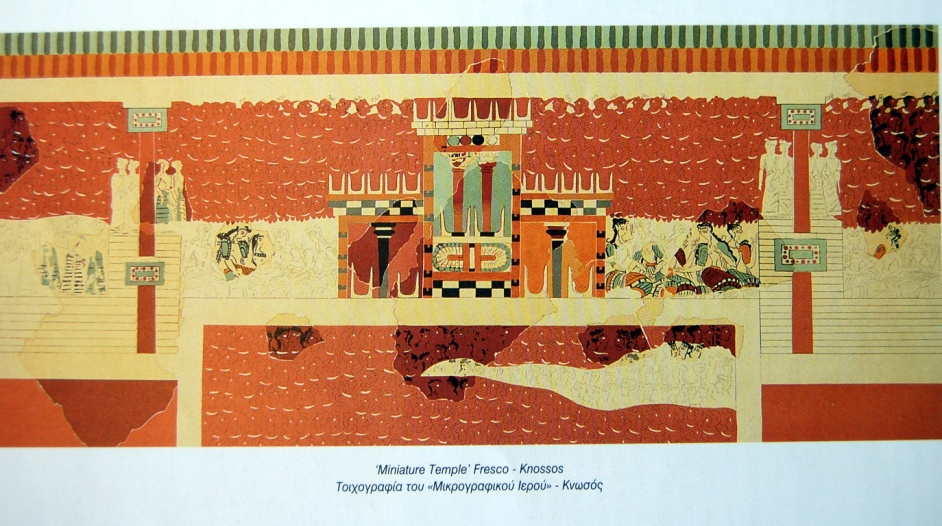 'Miniature Temple' Fresco - Knossos
Τοιχογραφία του «Μικρογραφικού Ιερού» - Κνωσός